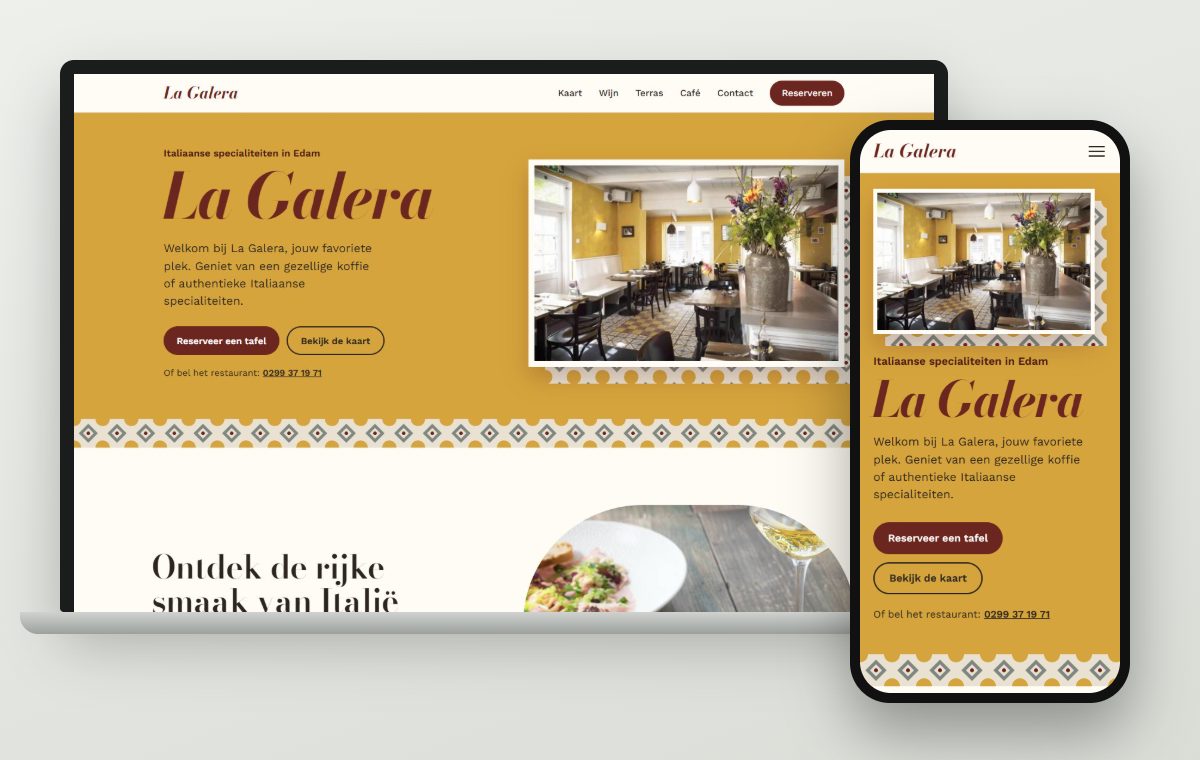 La Galera
Kaart Wijn Terras Café Contact Reserveren
Italiaanse specialiteiten in Edam
La Galera
Welkom bij La Galera, jouw favoriete
plek. Geniet van een gezellige koffie
of authentieke Italiaanse
specialiteiten.
Reserveer een tafel Bekijk de kaart
Of bel het restaurant: 0299 37 19 71
Ontdek de rijke
smaak van Italië
La Galera
Italiaanse specialiteiten in Edam
La Galera
Welkom bij La Galera, jouw favoriete
plek. Geniet van een gezellige koffie
of authentieke Italiaanse
specialiteiten.
Reserveer een tafel
Bekijk de kaart
Of bel het restaurant: 0299 37 19 71